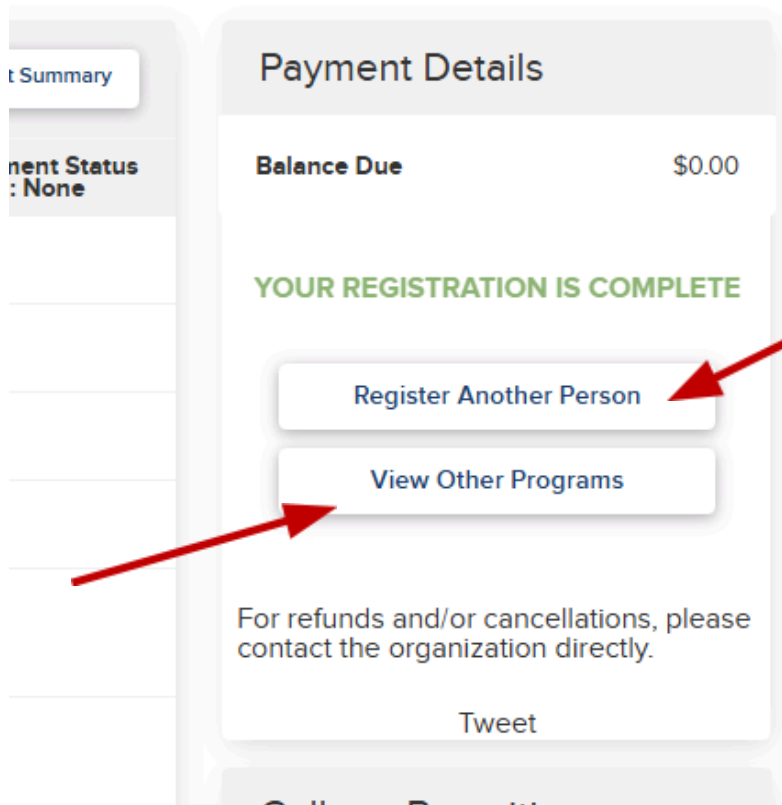 t Summary
Payment Details
ment Status
: None
Balance Due $0.00
YOUR REGISTRATION IS COMPLETE
Register Another Person
View Other Programs
For refunds and/or cancellations, please
contact the organization directly.
Tweet